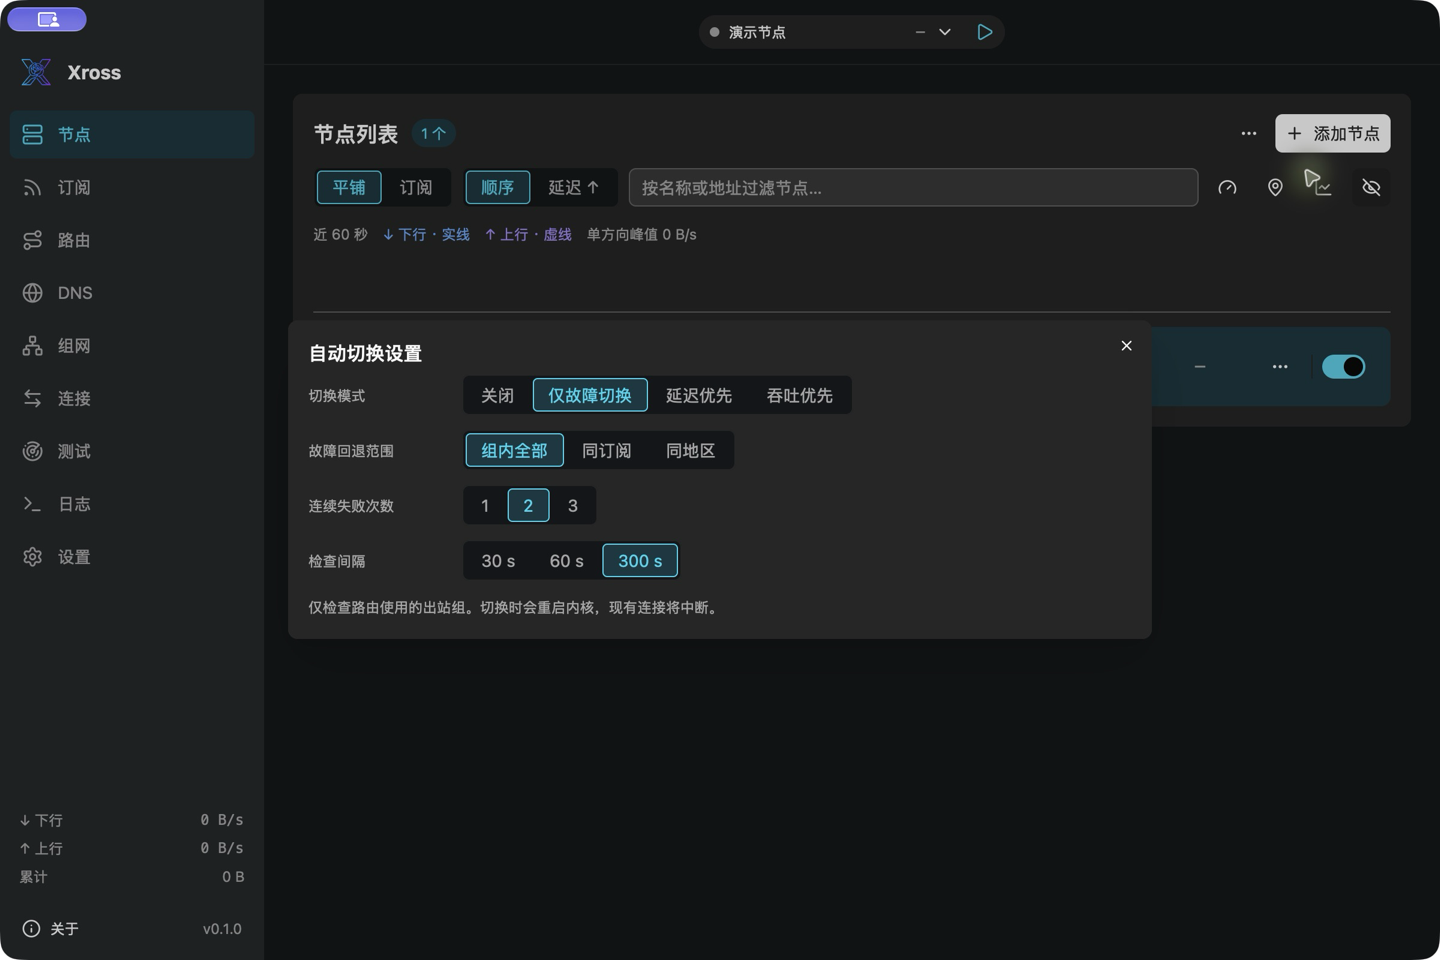 Xross
节点
订阅
路由
DNS
组网
连接
测试
日志
设置
↓ 下行 0 B/s
↑ 上行 0 B/s
累计 0 B
关于 v0.1.0
演示节点 –
节点列表 1 个 ··· + 添加节点
平铺 订阅 顺序 延迟 ↑ 按名称或地址过滤节点...
近 60 秒 ↓ 下行 · 实线 ↑ 上行 · 虚线 单方向峰值 0 B/s
– ···
自动切换设置
切换模式 关闭 仅故障切换 延迟优先 吞吐优先
故障回退范围 组内全部 同订阅 同地区
连续失败次数 1 2 3
检查间隔 30 s 60 s 300 s
仅检查路由使用的出站组。切换时会重启内核，现有连接将中断。